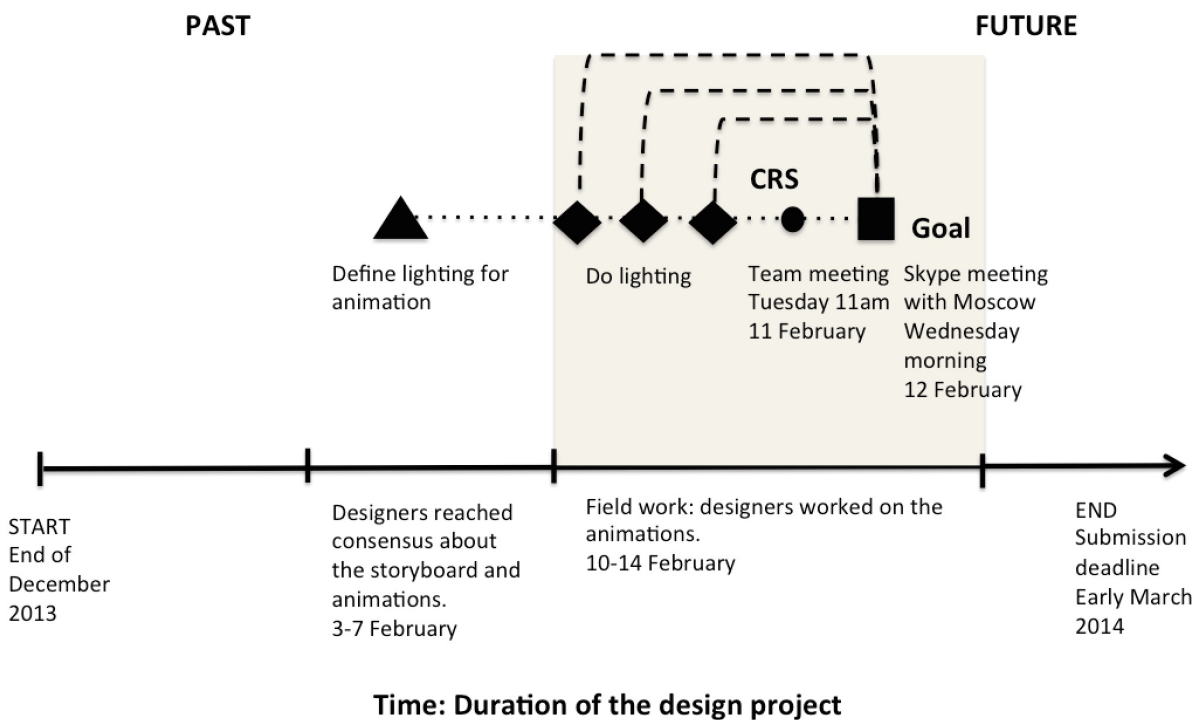 PAST
FUTURE
CRS
Goal
Define lighting for
animation
Do lighting
Team meeting
Tuesday 11am
11 February
Skype meeting
with Moscow
Wednesday
morning
12 February
START
End of
December
2013
Designers reached
consensus about
the storyboard and
animations.
3-7 February
Field work: designers worked on the
animations.
10-14 February
END
Submission
deadline
Early March
2014
Time: Duration of the design project